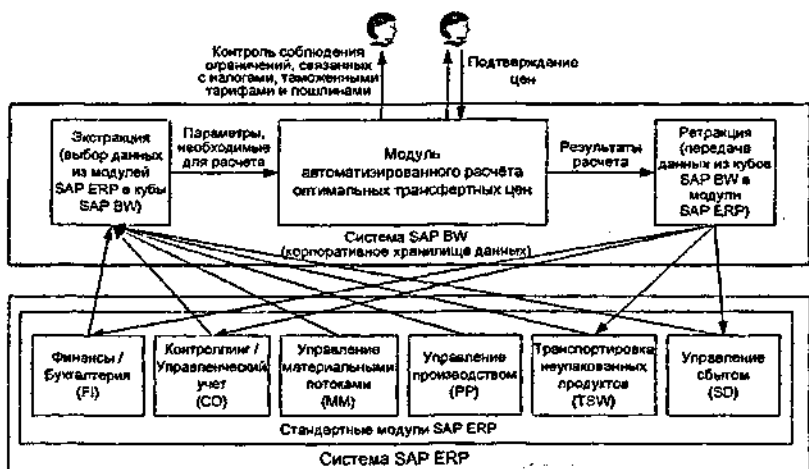 Контроль соблюдения
ограничений, связанных
с налогами, таможенными
тарифами и пошлинами
Подтверждение
цен
Экстракция
(выбор данных
из модулей
SAP ERP в кубы
SAP BW)
Параметры,
необходимые
для расчета
Модуль
автоматизированного расчёта
оптимальных трансфертных цен
Результаты
расчета
Ретракция
(передача
данных из кубов
SAP BW в
модули
SAP ERP)
Система SAP BW
(корпоративное хранилище данных)
Финансы /
Бухгалтерия
(FI)
Контроллинг /
Управленческий
учет
(CO)
Управление
материальными
потоками
(MM)
Управление
производством
(PP)
Транспортировка
неупакованных
продуктов
(TSW)
Управление
сбытом
(SD)
Стандартные модули SAP ERP
Система SAP ERP